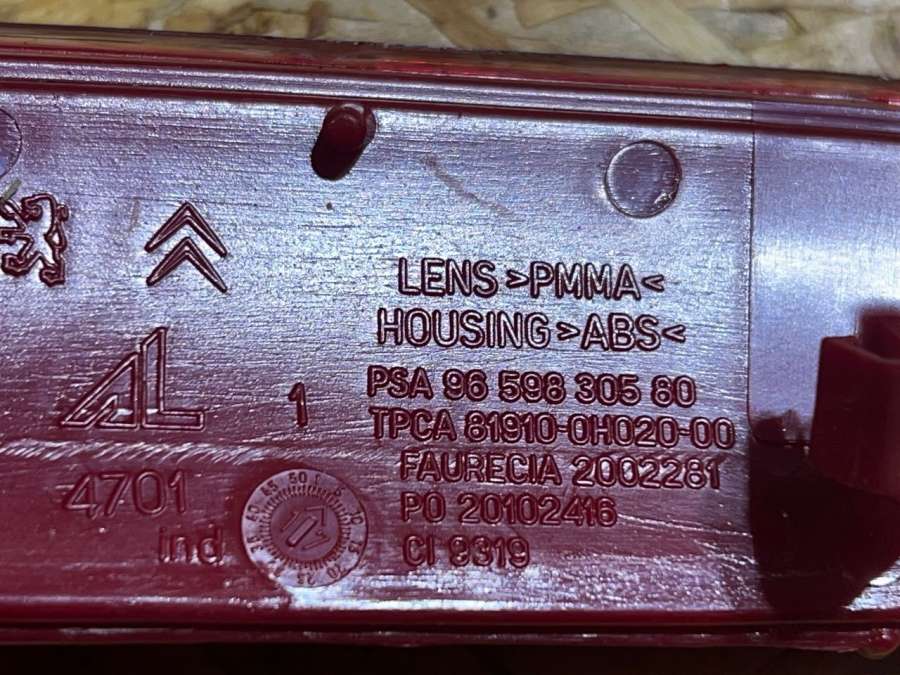 LENS >PMMA<
HOUSING >ABS<
PSA 96 598 305 80
TPCA 81910-0H020-00
FAURECIA 2002281
PO 20102416
CI 9319
AL 1
4701
ind